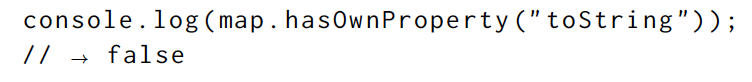 console.log(map.hasOwnProperty("toString"));
// → false